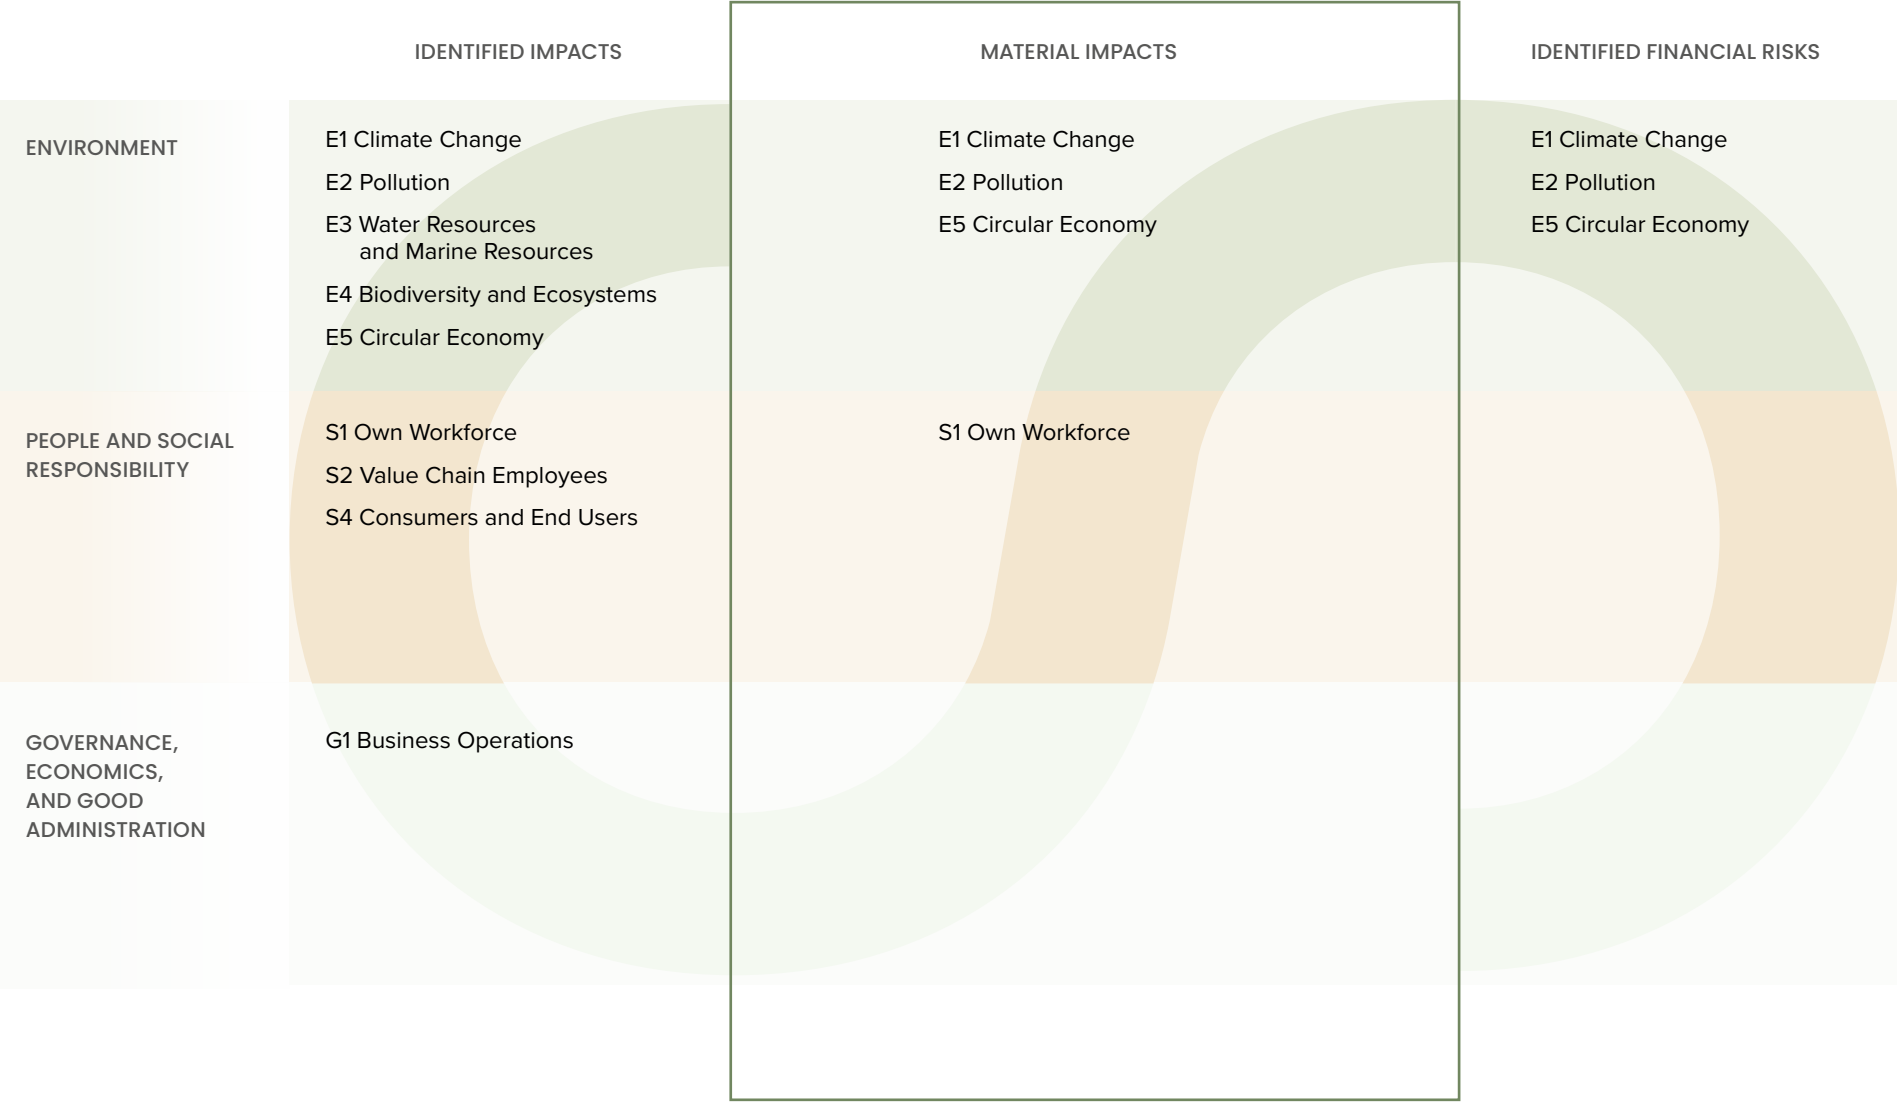 IDENTIFIED IMPACTS
MATERIAL IMPACTS
IDENTIFIED FINANCIAL RISKS
ENVIRONMENT
E1 Climate Change
E2 Pollution
E3 Water Resources
and Marine Resources
E4 Biodiversity and Ecosystems
E5 Circular Economy
E1 Climate Change
E2 Pollution
E5 Circular Economy
E1 Climate Change
E2 Pollution
E5 Circular Economy
PEOPLE AND SOCIAL
RESPONSIBILITY
S1 Own Workforce
S2 Value Chain Employees
S4 Consumers and End Users
S1 Own Workforce
GOVERNANCE,
ECONOMICS,
AND GOOD
ADMINISTRATION
G1 Business Operations